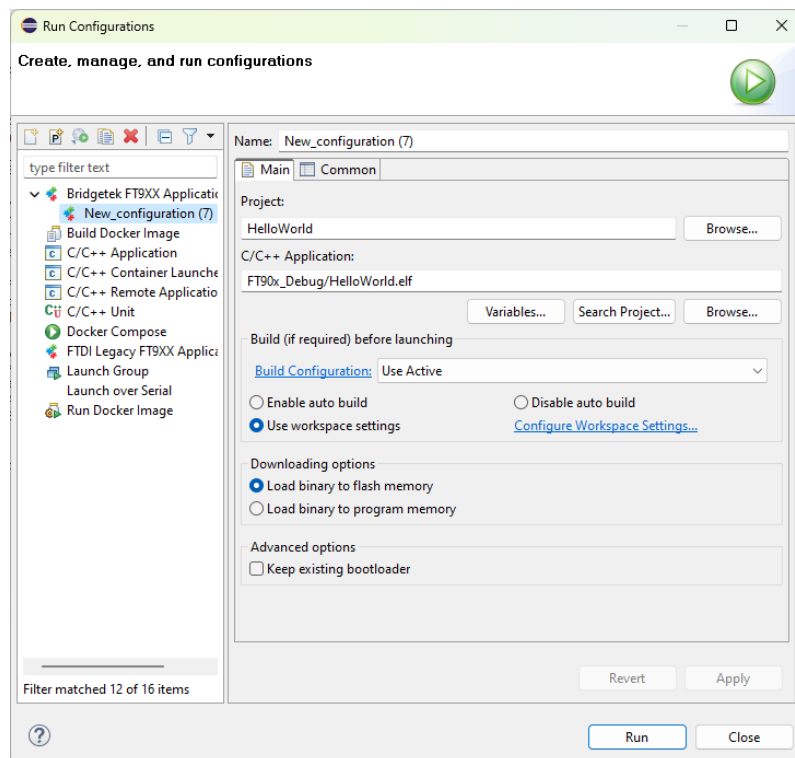 Run Configurations
Create, manage, and run configurations
type filter text
Bridgetek FT9XX Applicatic
New_configuration (7)
Build Docker Image
C/C++ Application
C/C++ Container Launche
C/C++ Remote Applicatio
C/C++ Unit
Docker Compose
FTDI Legacy FT9XX Applica
Launch Group
Launch over Serial
Run Docker Image
Filter matched 12 of 16 items
Name: New_configuration (7)
Main Common
Project:
HelloWorld Browse...
C/C++ Application:
FT90x_Debug/HelloWorld.elf
Variables... Search Project... Browse...
Build (if required) before launching
Build Configuration: Use Active
Enable auto build Disable auto build
Use workspace settings Configure Workspace Settings...
Downloading options
Load binary to flash memory
Load binary to program memory
Advanced options
Keep existing bootloader
Revert Apply
Run Close